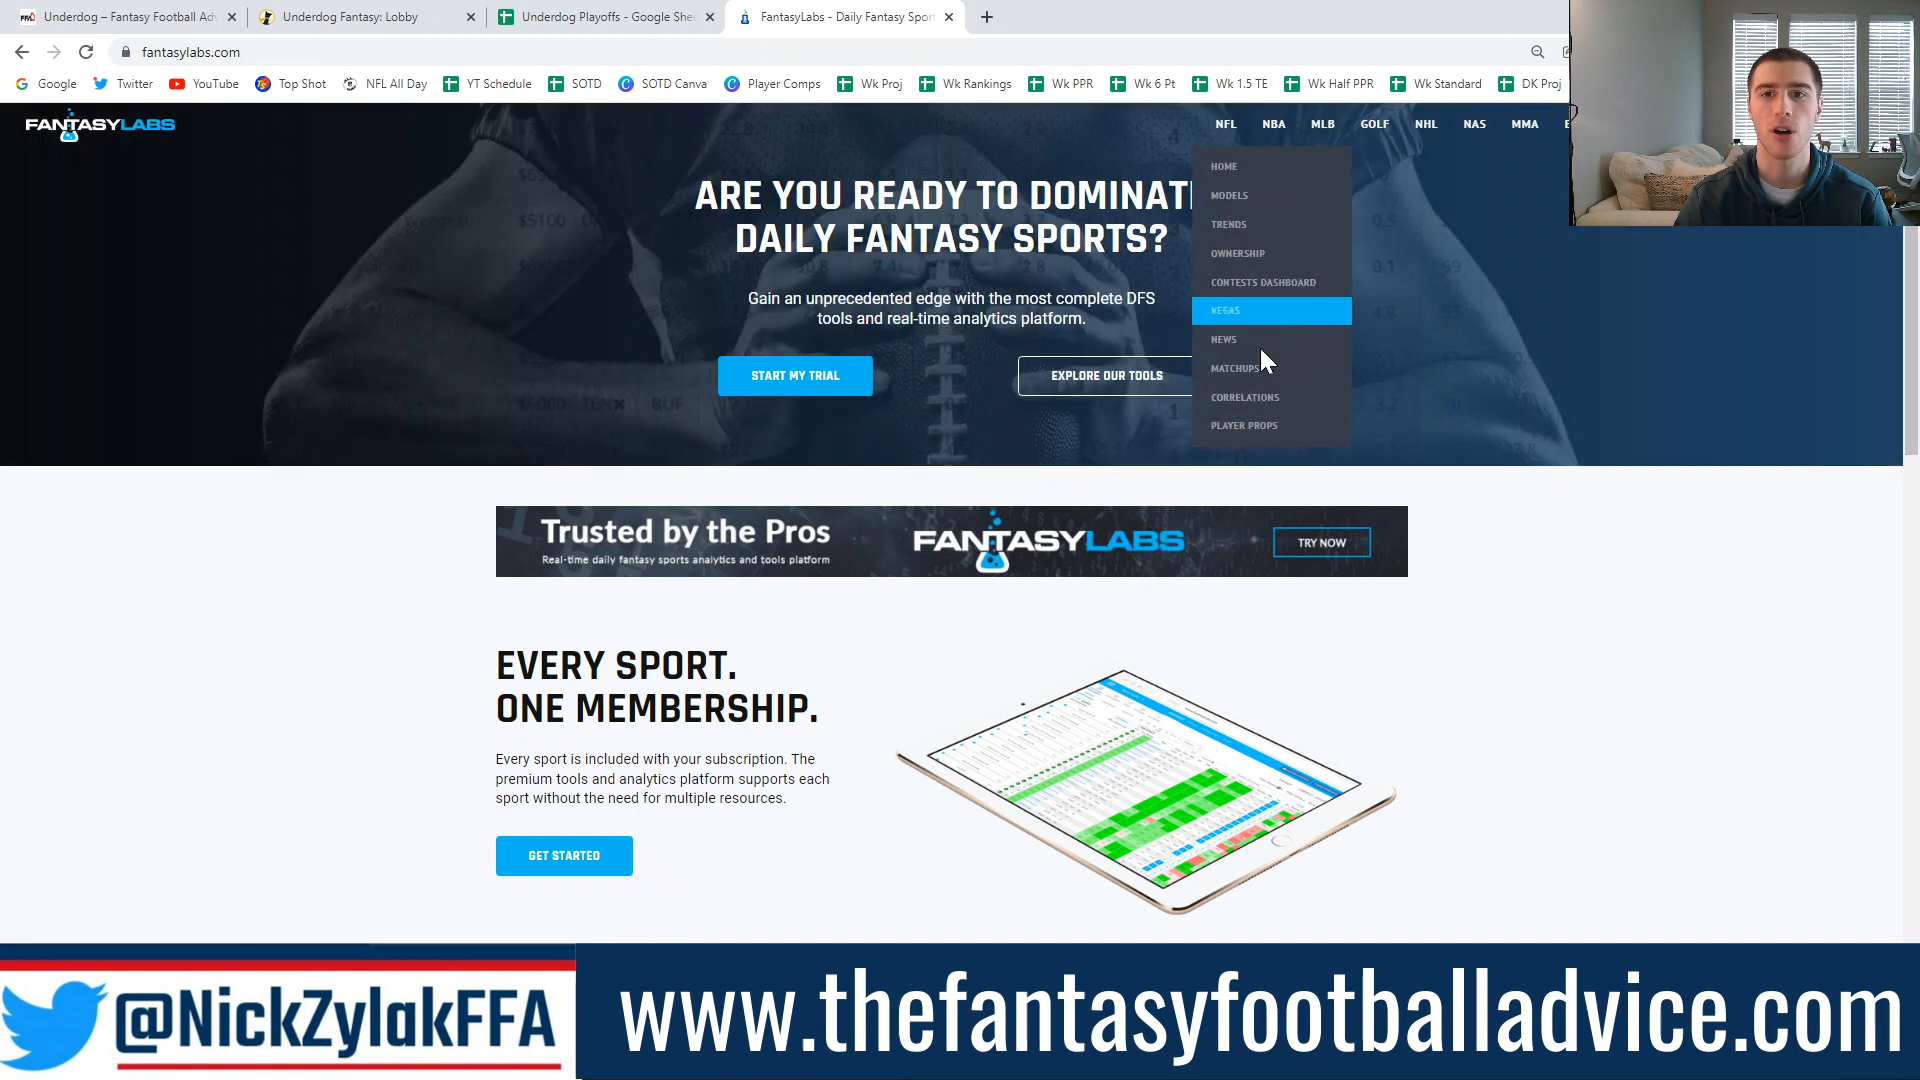 Underdog – Fantasy Football Adv
Underdog Fantasy: Lobby
Underdog Playoffs - Google Shee
FantasyLabs - Daily Fantasy Sport
fantasylabs.com
Google
Twitter
YouTube
Top Shot
NFL All Day
YT Schedule
SOTD
SOTD Canva
Player Comps
Wk Proj
Wk Rankings
Wk PPR
Wk 6 Pt
Wk 1.5 TE
Wk Half PPR
Wk Standard
DK Proj
FANTASYLABS
NFL
NBA
MLB
GOLF
NHL
NAS
MMA
ARE YOU READY TO DOMINAT
DAILY FANTASY SPORTS?
Gain an unprecedented edge with the most complete DFS
tools and real-time analytics platform.
START MY TRIAL
EXPLORE OUR TOOLS
HOME
MODELS
TRENDS
OWNERSHIP
CONTESTS DASHBOARD
VEGAS
NEWS
MATCHUPS
CORRELATIONS
PLAYER PROPS
Trusted by the Pros
Real-time daily fantasy sports analytics and tools platform
FANTASYLABS
TRY NOW
EVERY SPORT.
ONE MEMBERSHIP.
Every sport is included with your subscription. The
premium tools and analytics platform supports each
sport without the need for multiple resources.
GET STARTED
@NickZylakFFA
www.thefantasyfootballadvice.com